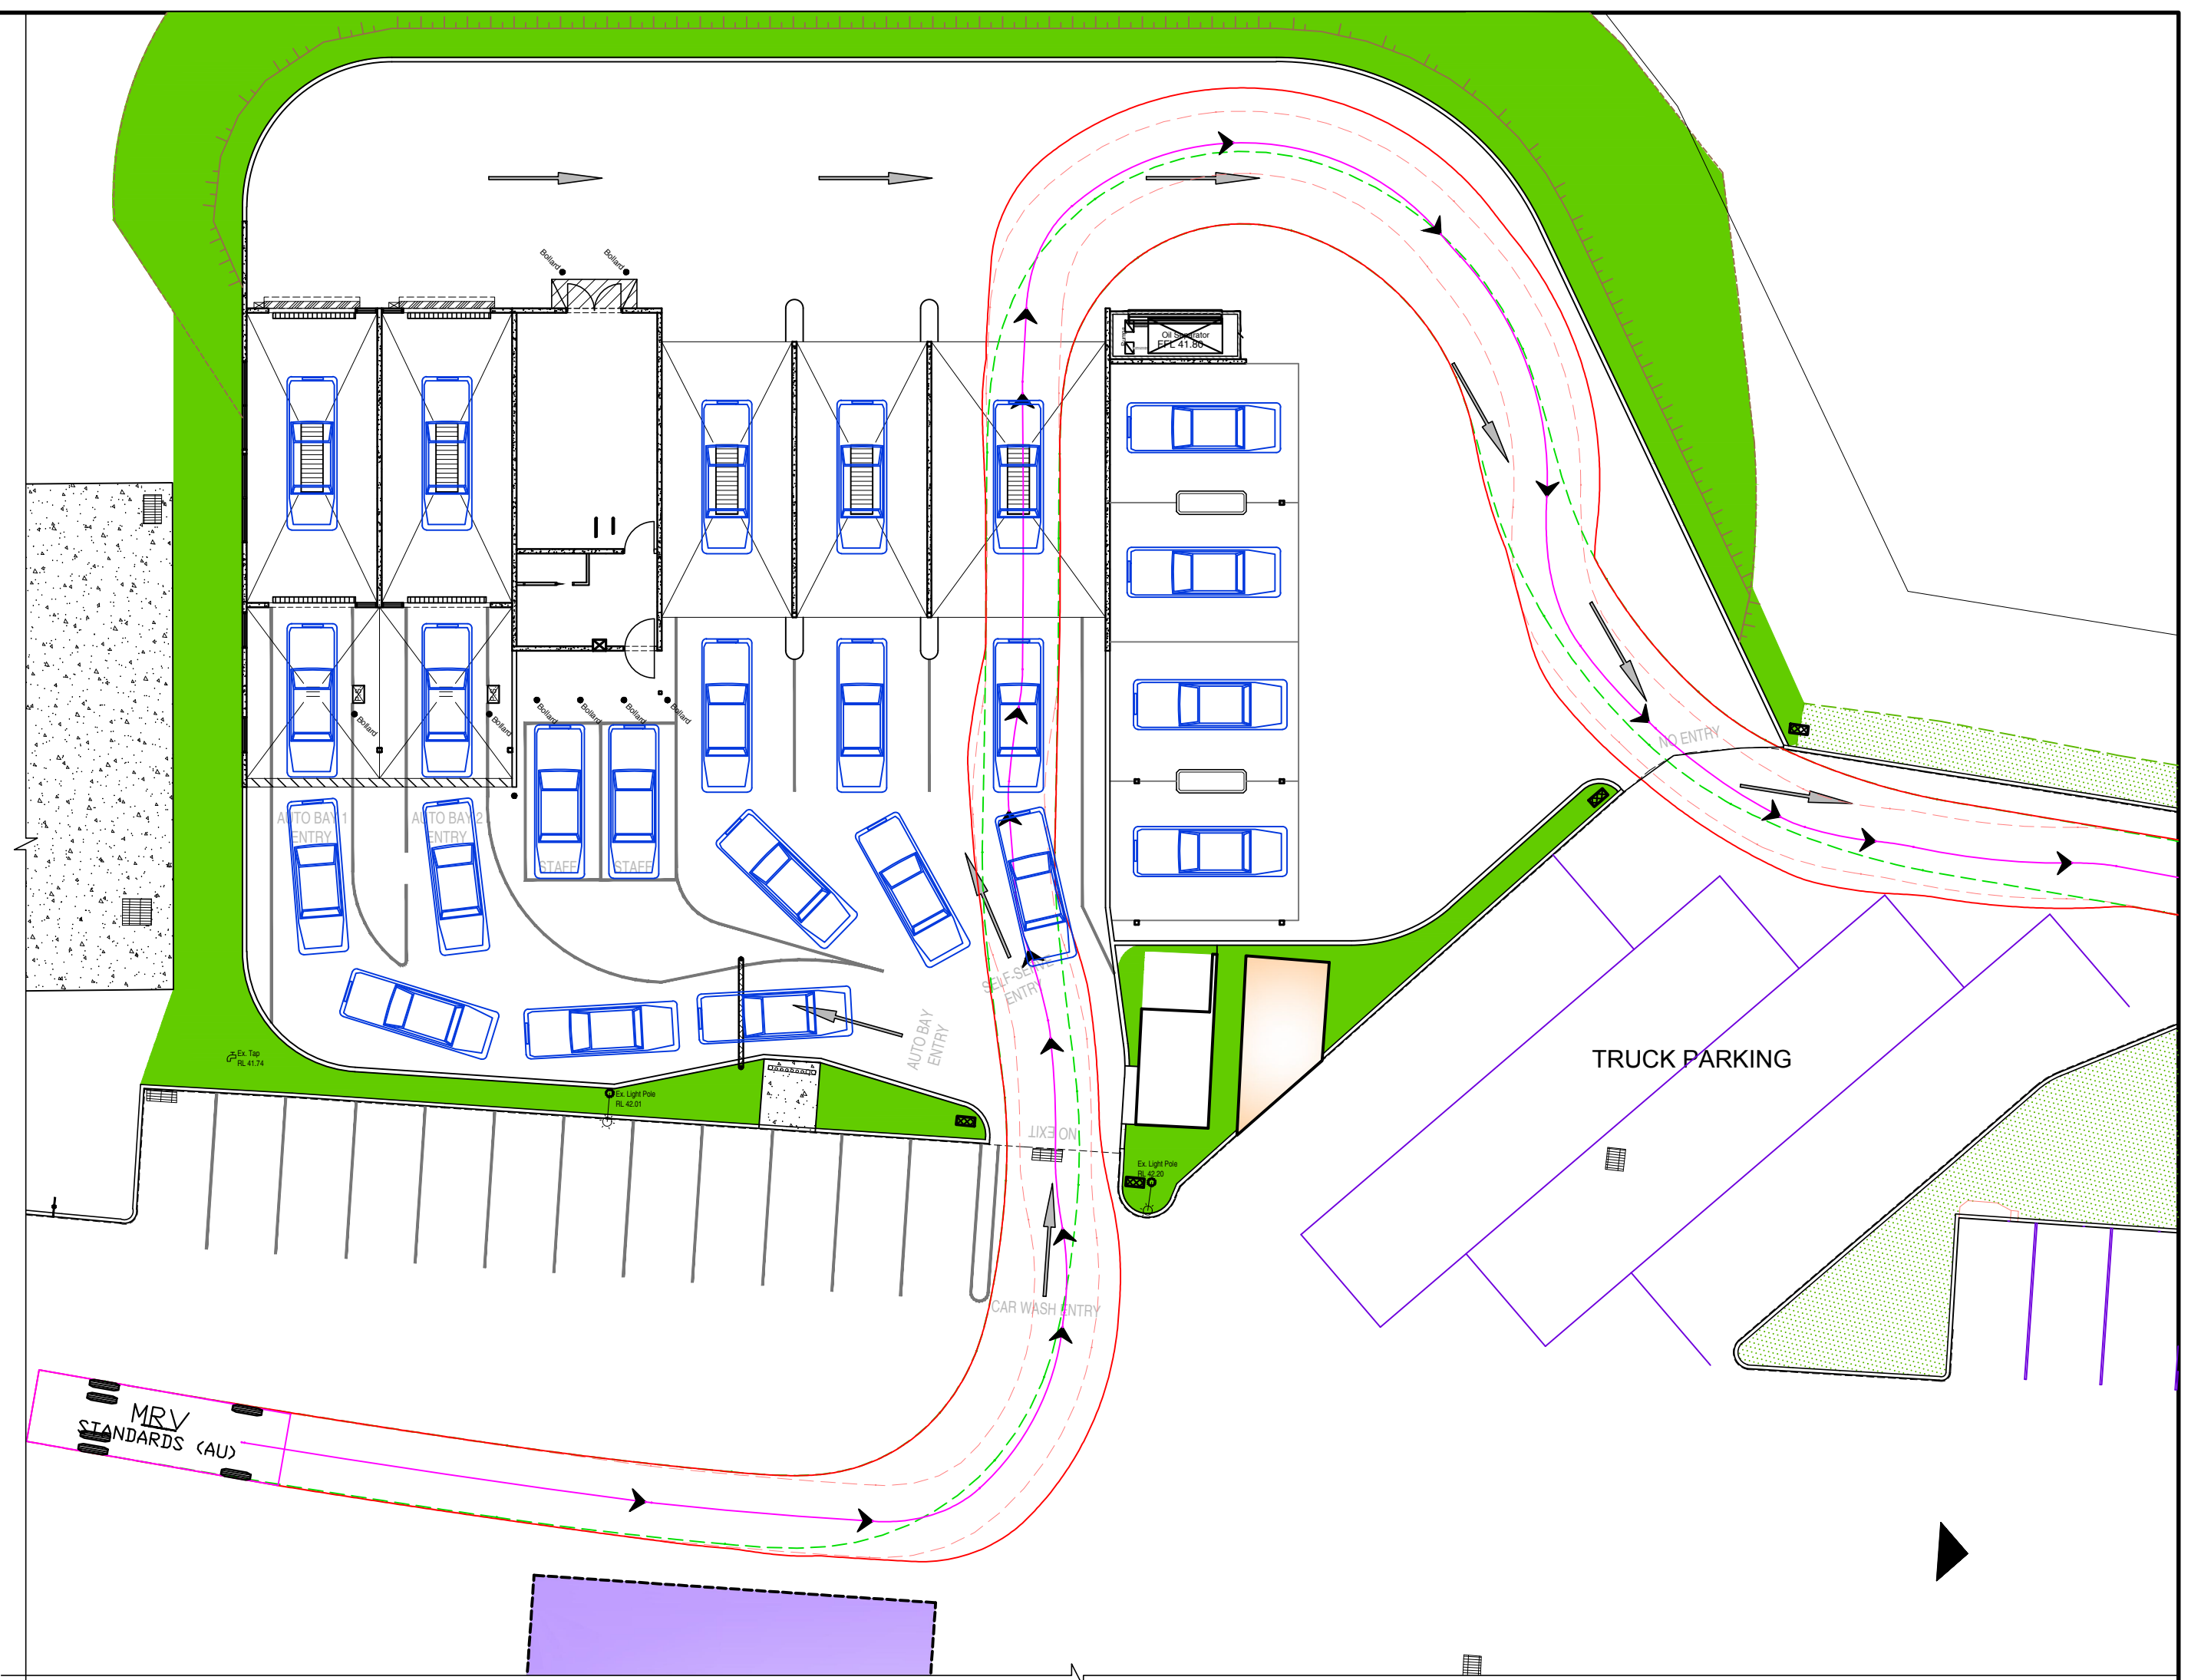 Bollard
Bollard
Oil Separator
FFL 41.80
NO ENTRY
Bollard
Bollard
Bollard
Bollard
Bollard
Bollard
AUTO BAY 1
ENTRY
AUTO BAY 2
ENTRY
STAFF
STAFF
SELF-SERVE
ENTRY
AUTO BAY
ENTRY
Ex. Tap
RL 41.74
Ex. Light Pole
RL 42.01
TRUCK PARKING
NO EXIT
Ex. Light Pole
RL 42.20
CAR WASH ENTRY
MRV
STANDARDS (AU)